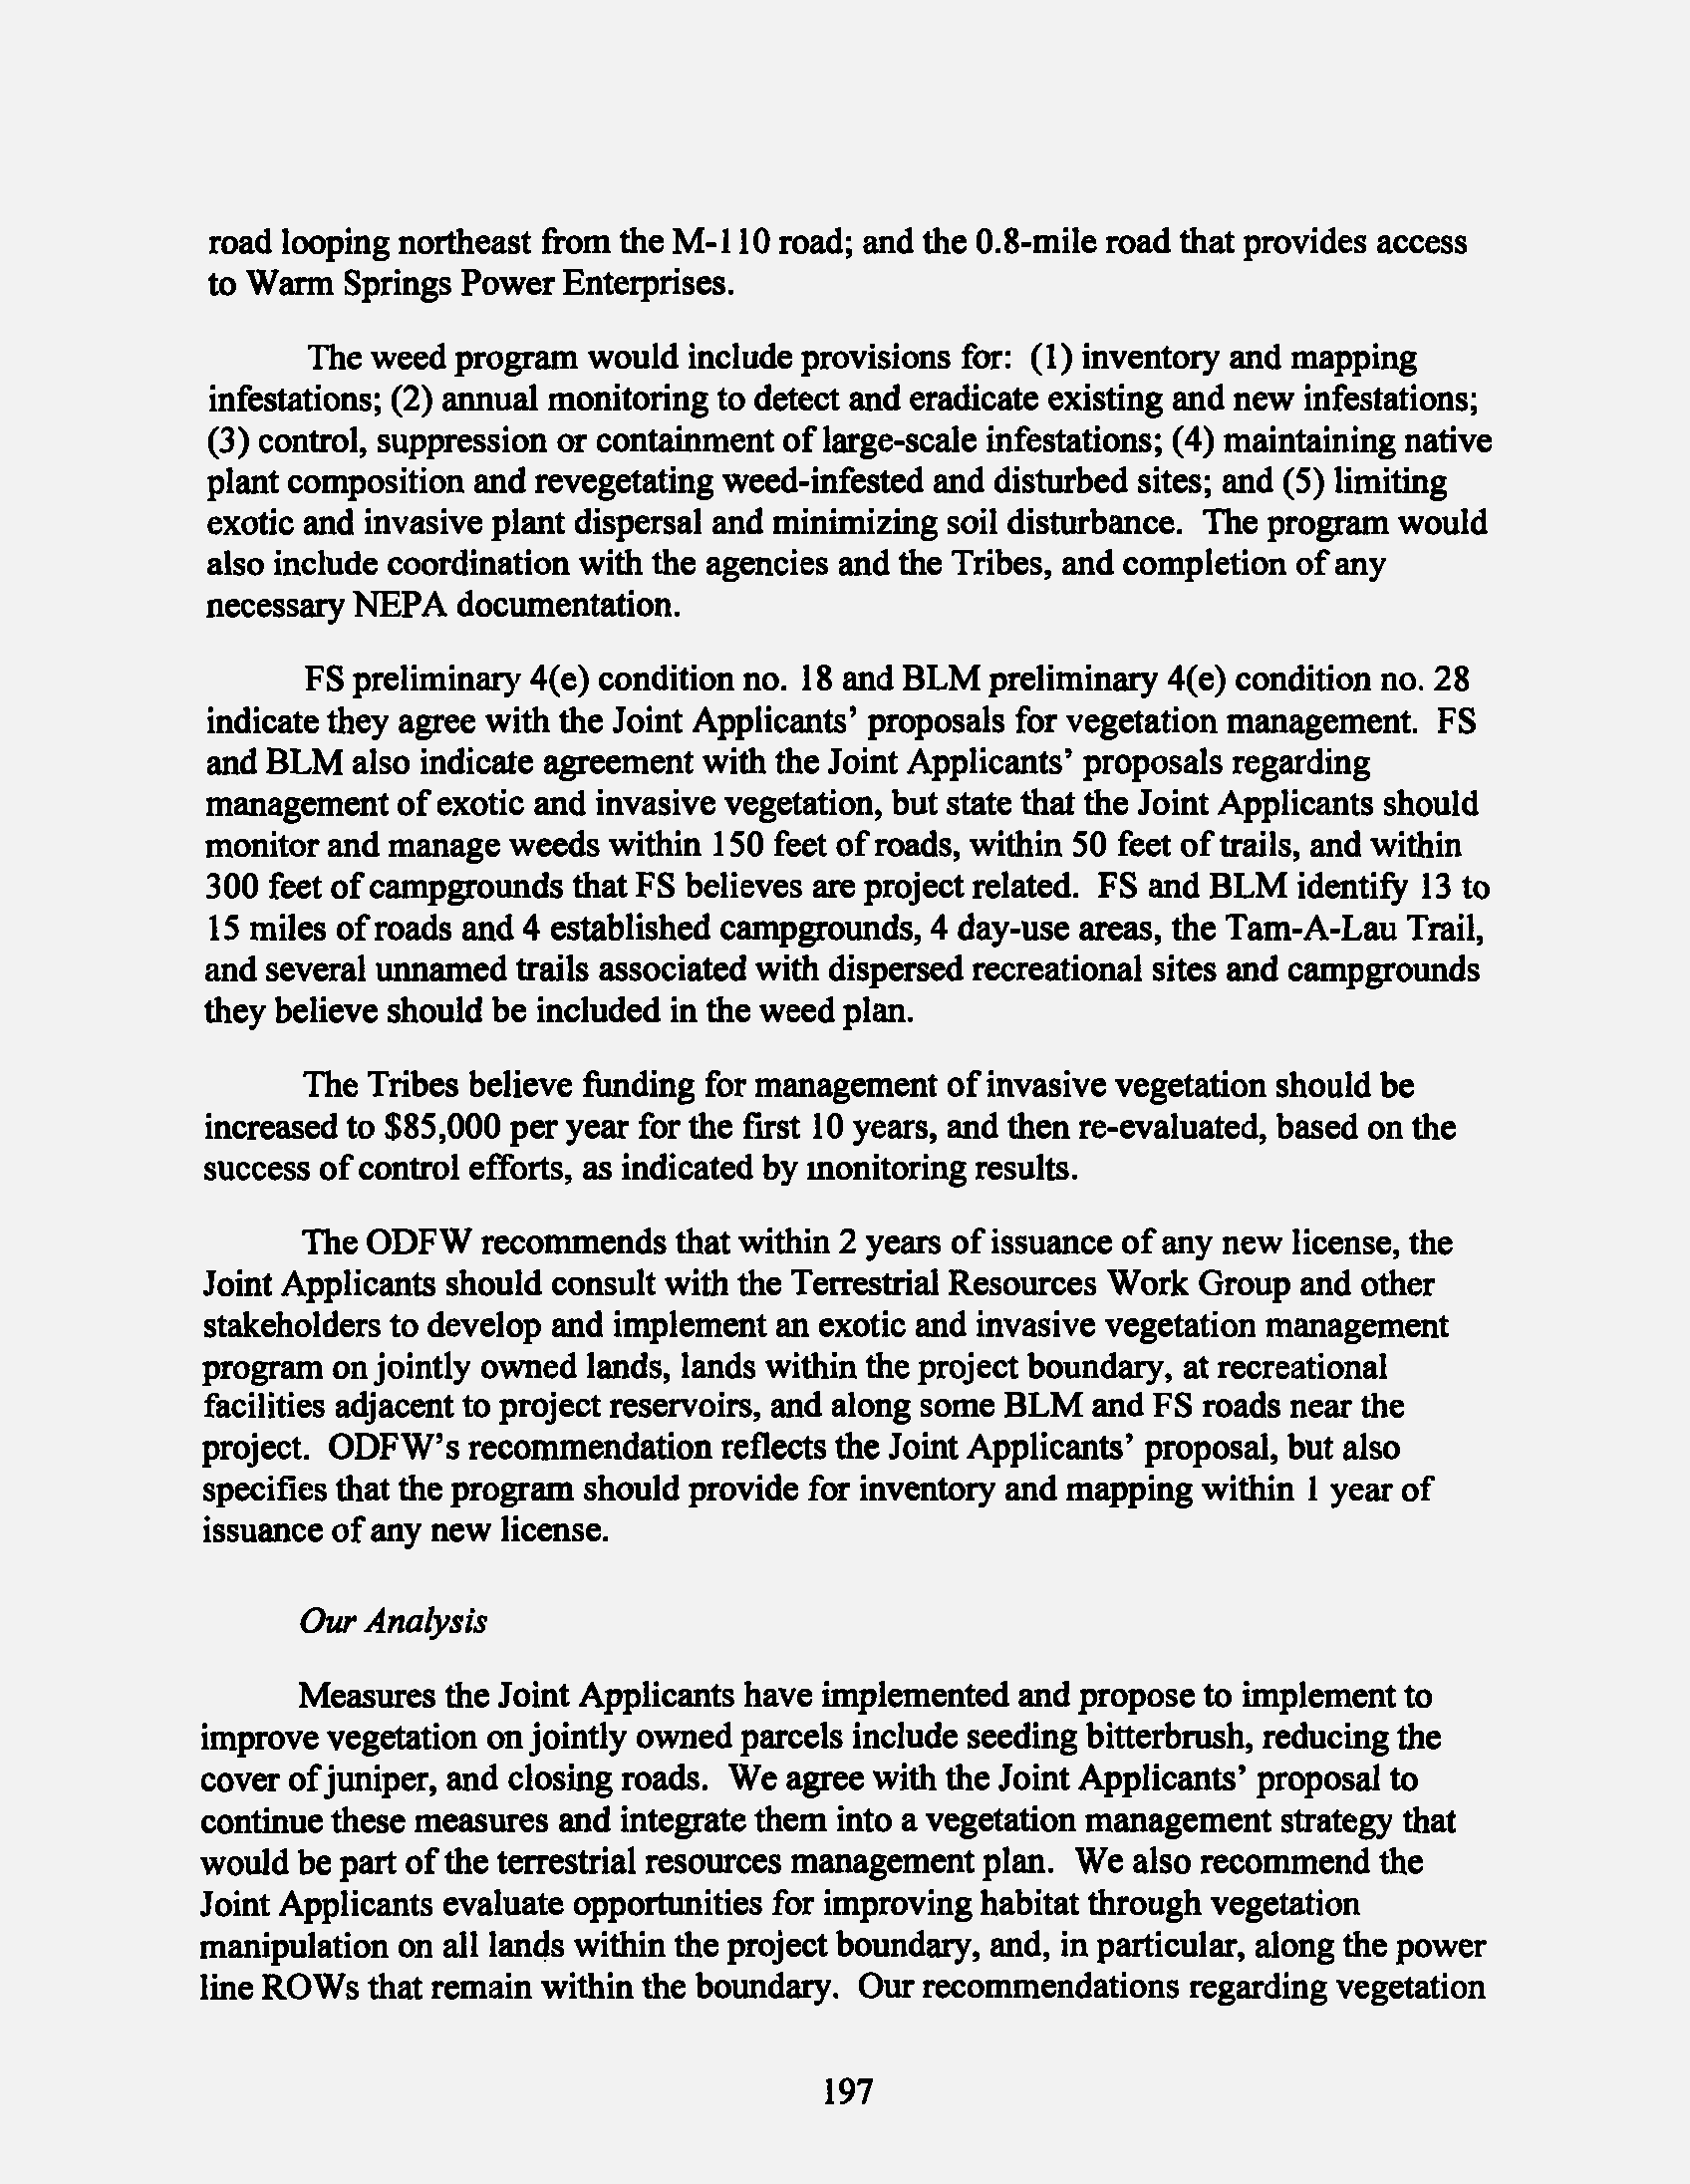 road looping northeast from the M-110 road; and the 0.8-mile road that provides access
to Warm Springs Power Enterprises.
The weed program would include provisions for: (1) inventory and mapping
infestations; (2) annual monitoring to detect and eradicate existing and new infestations;
(3) control, suppression or containment of large-scale infestations; (4) maintaining native
plant composition and revegetating weed-infested and disturbed sites; and (5) limiting
exotic and invasive plant dispersal and minimizing soil disturbance. The program would
also include coordination with the agencies and the Tribes, and completion of any
necessary NEPA documentation.
FS preliminary 4(e) condition no. 18 and BLM preliminary 4(e) condition no. 28
indicate they agree with the Joint Applicants' proposals for vegetation management. FS
and BLM also indicate agreement with the Joint Applicants' proposals regarding
management of exotic and invasive vegetation, but state that the Joint Applicants should
monitor and manage weeds within 150 feet of roads, within 50 feet of trails, and within
300 feet of campgrounds that FS believes are project related. FS and BLM identify 13 to
15 miles of roads and 4 established campgrounds, 4 day-use areas, the Tam-A-Lau Trail,
and several unnamed trails associated with dispersed recreational sites and campgrounds
they believe should be included in the weed plan.
The Tribes believe funding for management of invasive vegetation should be
increased to $85,000 per year for the first 10 years, and then re-evaluated, based on the
success of control efforts, as indicated by monitoring results.
The ODFW recommends that within 2 years of issuance of any new license, the
Joint Applicants should consult with the Terrestrial Resources Work Group and other
stakeholders to develop and implement an exotic and invasive vegetation management
program on jointly owned lands, lands within the project boundary, at recreational
facilities adjacent to project reservoirs, and along some BLM and FS roads near the
project. ODFW's recommendation reflects the Joint Applicants' proposal, but also
specifies that the program should provide for inventory and mapping within 1 year of
issuance of any new license.
Our Analysis
Measures the Joint Applicants have implemented and propose to implement to
improve vegetation on jointly owned parcels include seeding bitterbrush, reducing the
cover of juniper, and closing roads. We agree with the Joint Applicants' proposal to
continue these measures and integrate them into a vegetation management strategy that
would be part of the terrestrial resources management plan. We also recommend the
Joint Applicants evaluate opportunities for improving habitat through vegetation
manipulation on all lands within the project boundary, and, in particular, along the power
line ROWs that remain within the boundary. Our recommendations regarding vegetation
197